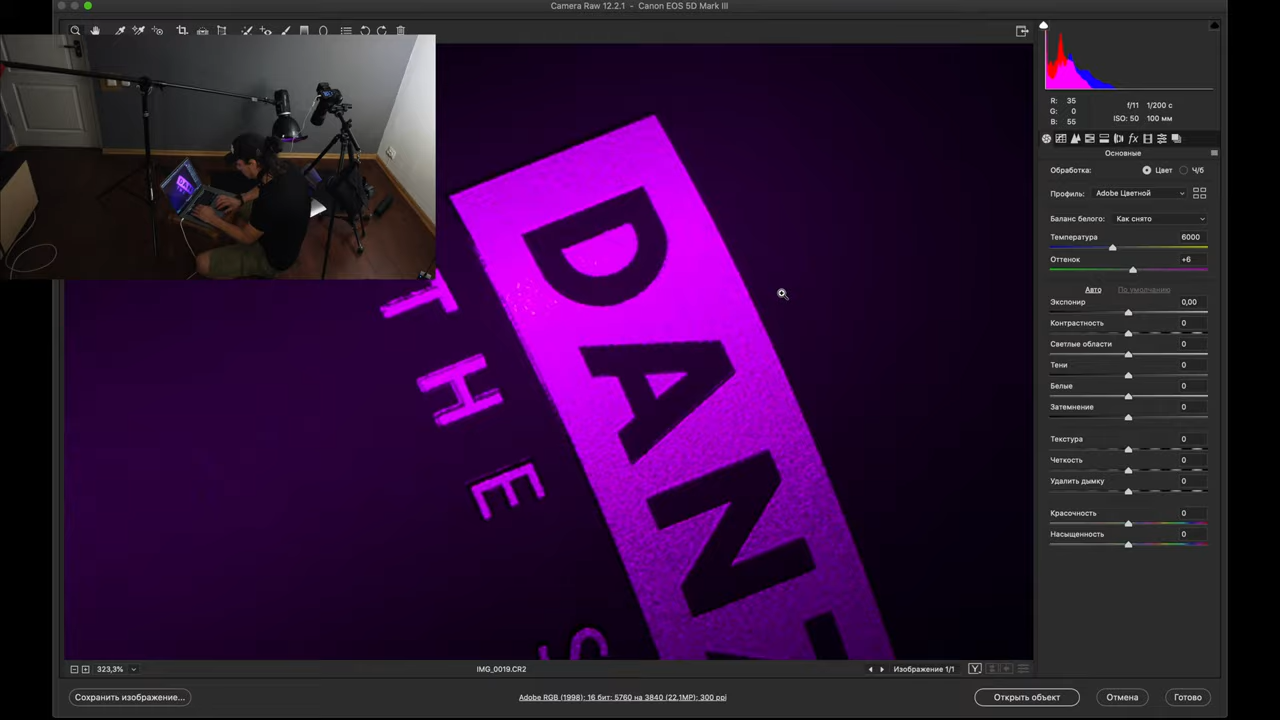 Camera Raw 12.2.1 - Canon EOS 5D Mark III
R: 35
G: 0
B: 55
f/11 1/200 с
ISO: 50 100 мм
Основные
Обработка: Цвет Ч/б
Профиль: Adobe Цветной
Баланс белого: Как снято
Температура 6000
Оттенок +6
Авто По умолчанию
Экспонир 0,00
Контрастность 0
Светлые области 0
Тени 0
Белые 0
Затемнение 0
Текстура 0
Четкость 0
Удалить дымку 0
Красочность 0
Насыщенность 0
DAN
THE S
323,3%
IMG_0019.CR2
Изображение 1/1
Сохранить изображение...
Adobe RGB (1998); 16 бит; 5760 на 3840 (22,1MP); 300 ppi
Открыть объект
Отмена
Готово